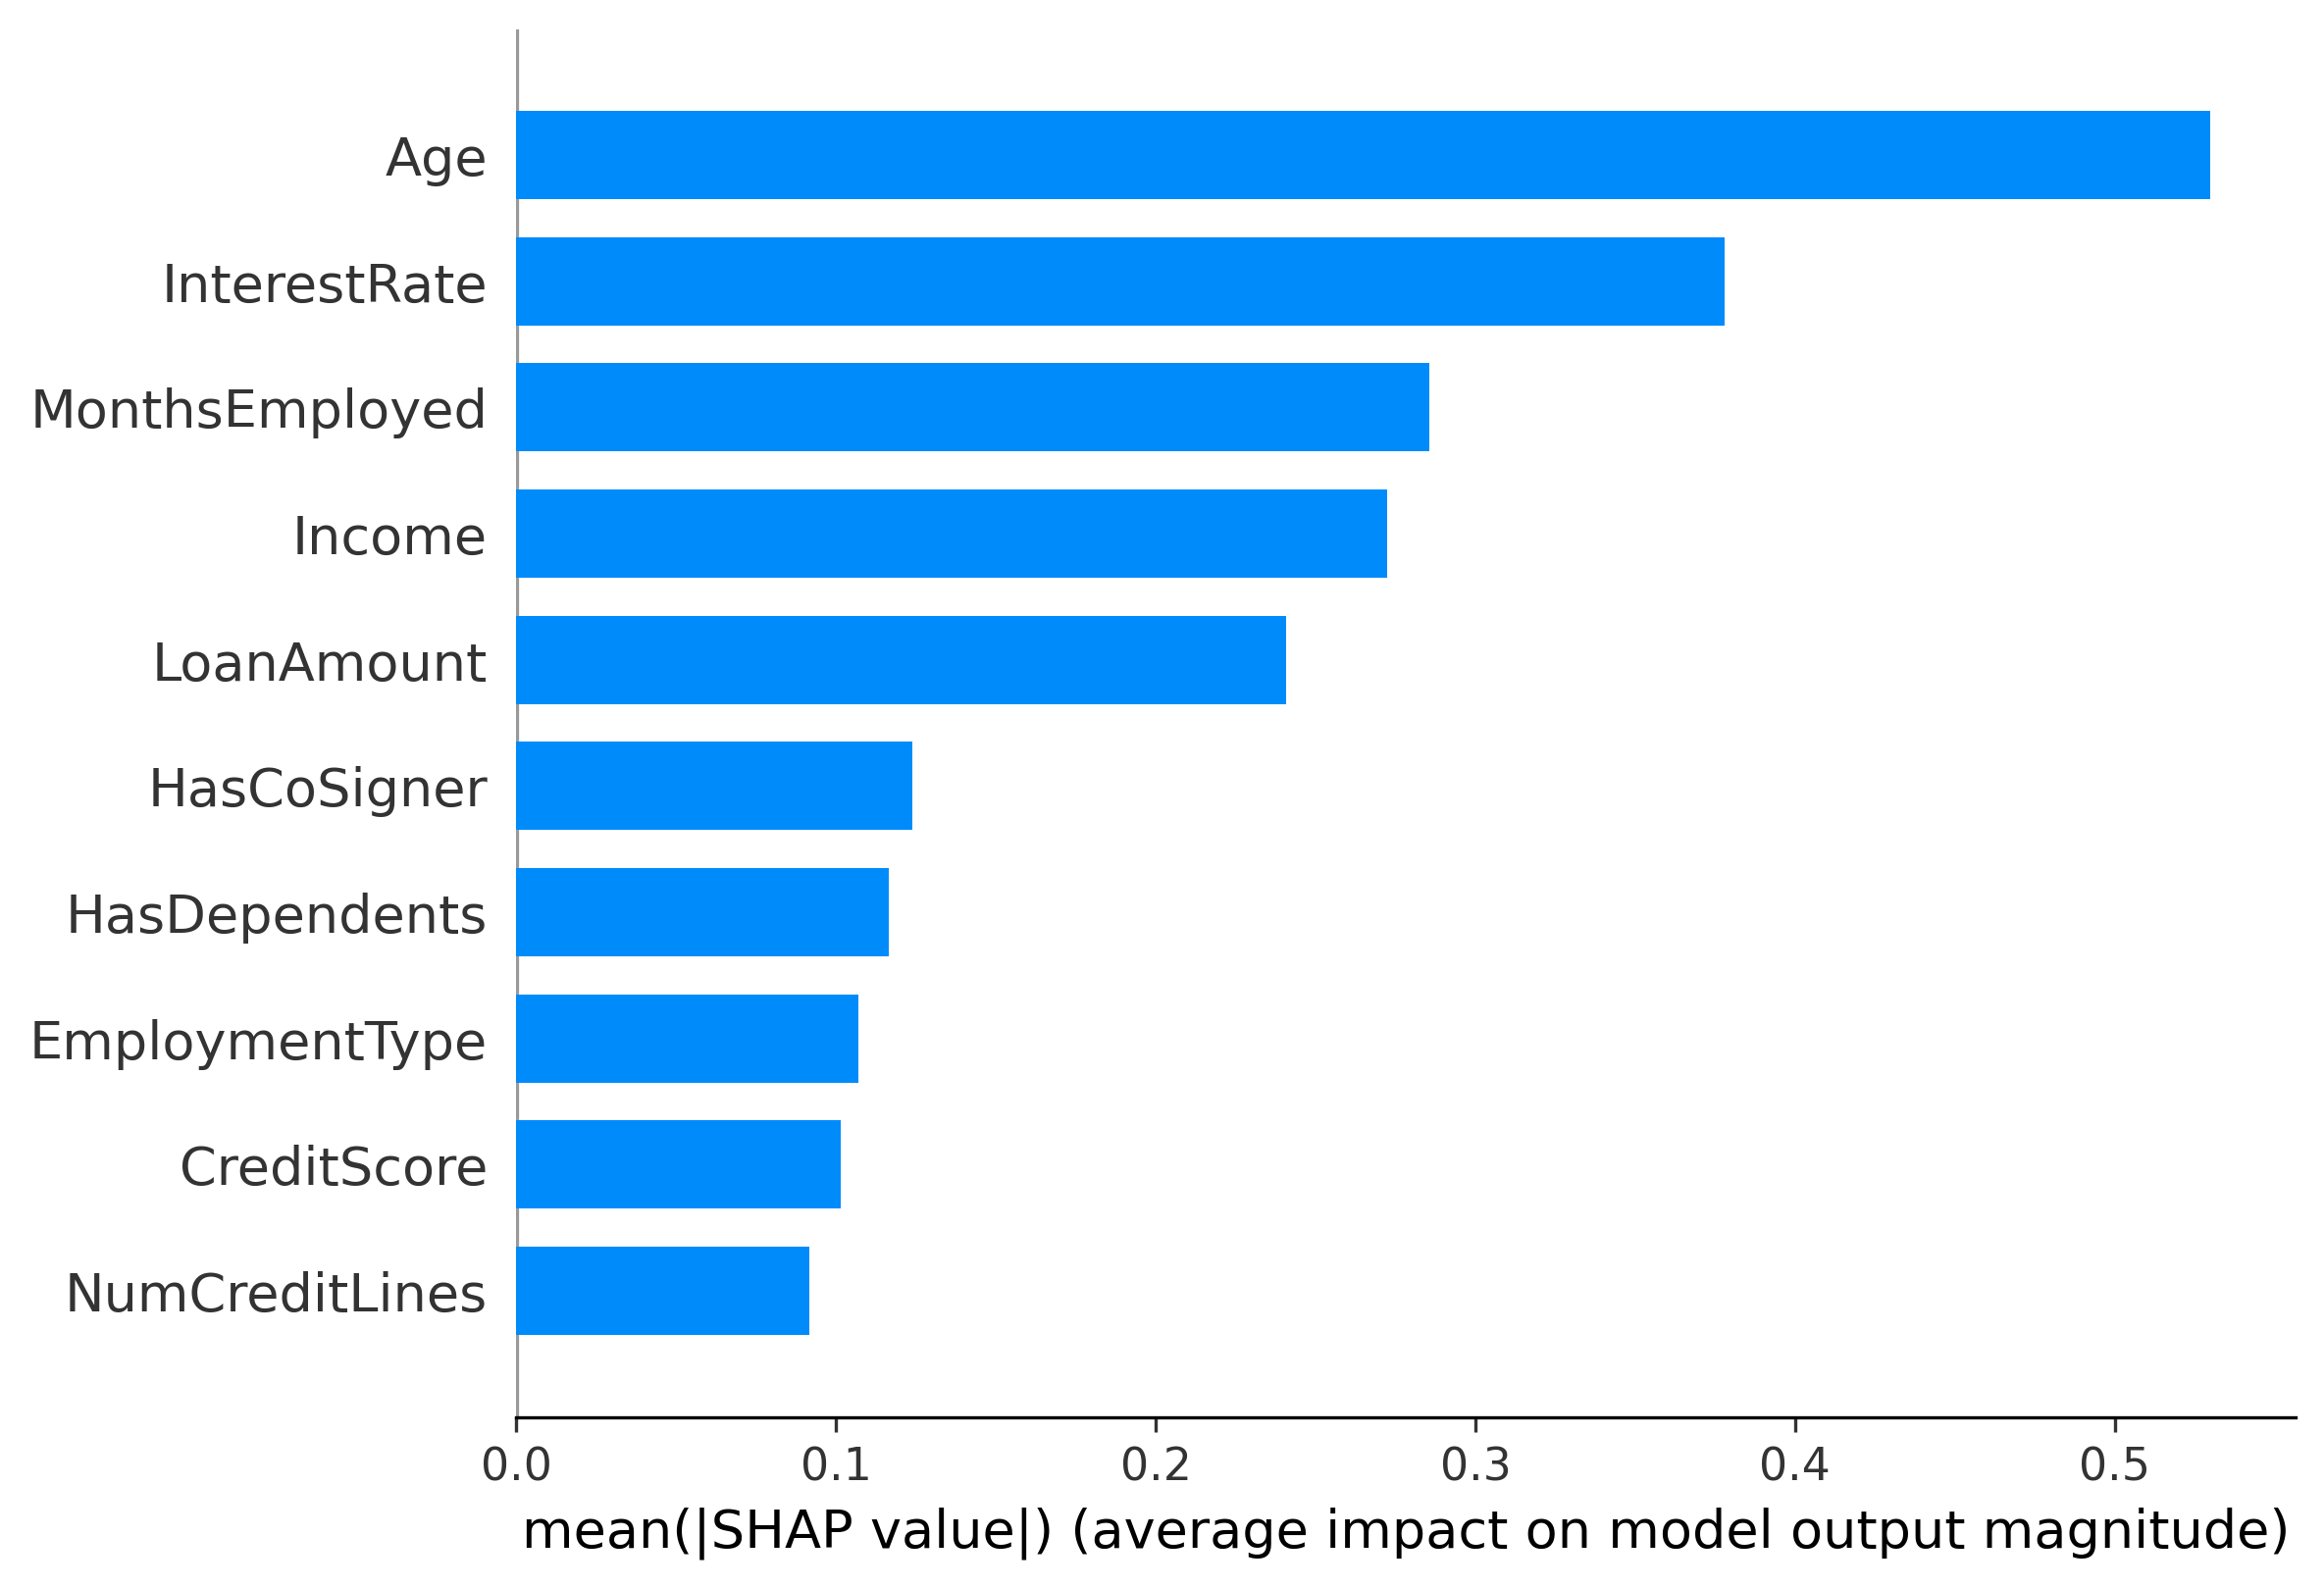 Age
InterestRate
MonthsEmployed
Income
LoanAmount
HasCoSigner
HasDependents
EmploymentType
CreditScore
NumCreditLines
0.0 0.1 0.2 0.3 0.4 0.5
mean(|SHAP value|) (average impact on model output magnitude)